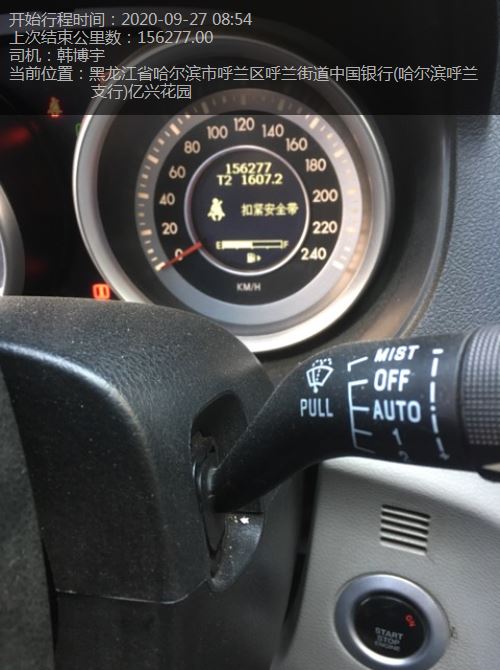 开始行程时间：2020-09-27 08:54
上次结束公里数：156277.00
司机：韩博宇
当前位置：黑龙江省哈尔滨市呼兰区呼兰街道中国银行(哈尔滨呼兰
支行)亿兴花园
0
20
40
60
80
100
120
140
160
180
200
220
240
156277
T2 1607.2
扣紧安全带
E F
KM/H
MIST
OFF
PULL
AUTO
1
2
ON
START
STOP
ENGINE